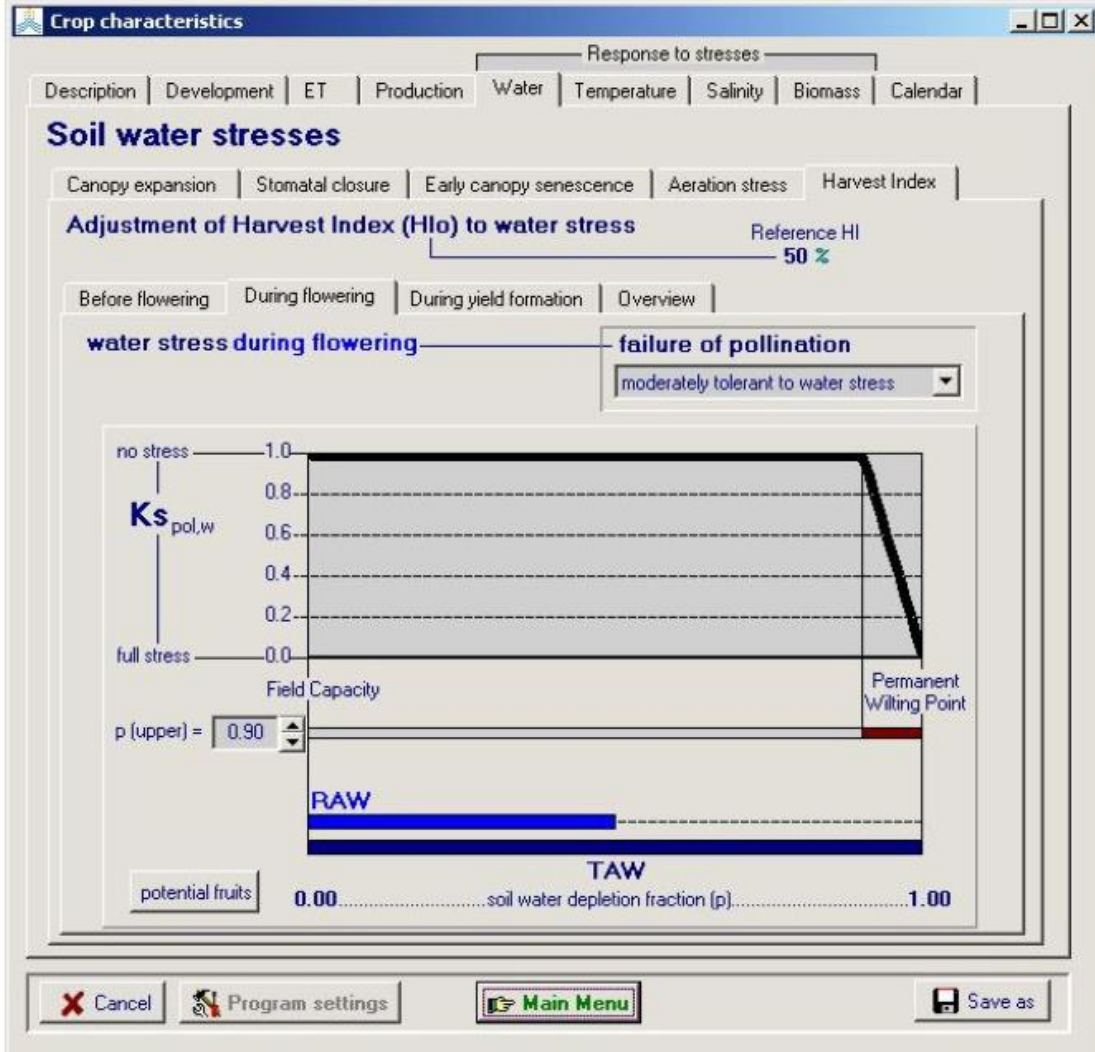 Crop characteristics
Response to stresses
Description Development ET Production Water Temperature Salinity Biomass Calendar
Soil water stresses
Canopy expansion Stomatal closure Early canopy senescence Aeration stress Harvest Index
Adjustment of Harvest Index (HIo) to water stress
Reference HI
50 %
Before flowering During flowering During yield formation Overview
water stress during flowering failure of pollination
moderately tolerant to water stress
no stress 1.0
0.8
Ks pol,w
0.6
0.4
0.2
full stress 0.0
Field Capacity
Permanent
Wilting Point
p (upper) = 0.90
RAW
TAW
potential fruits
0.00.......................soil water depletion fraction (p)............................1.00
Cancel Program settings Main Menu Save as